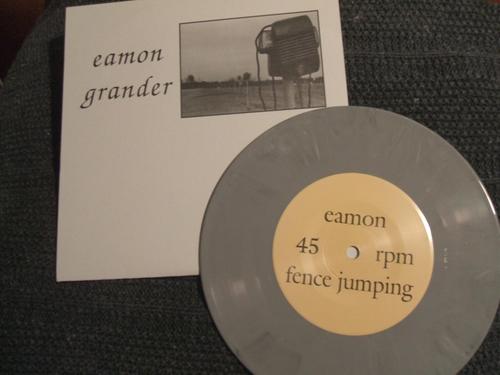 eamon
grander
eamon
45 rpm
fence jumping